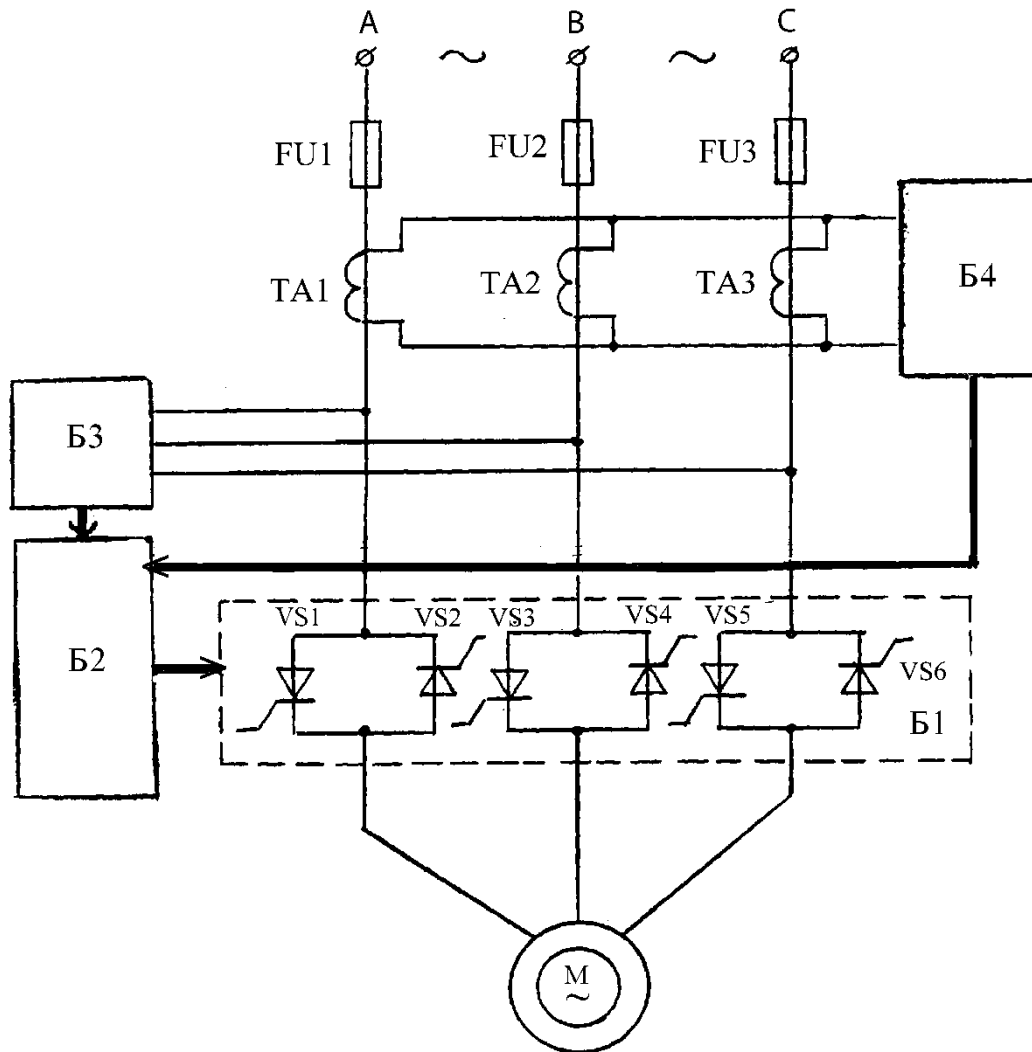 A ~ B ~ C
FU1 FU2 FU3
TA1 TA2 TA3 Б4
Б3
Б2
VS1 VS2 VS3 VS4 VS5
VS6
Б1
M
~